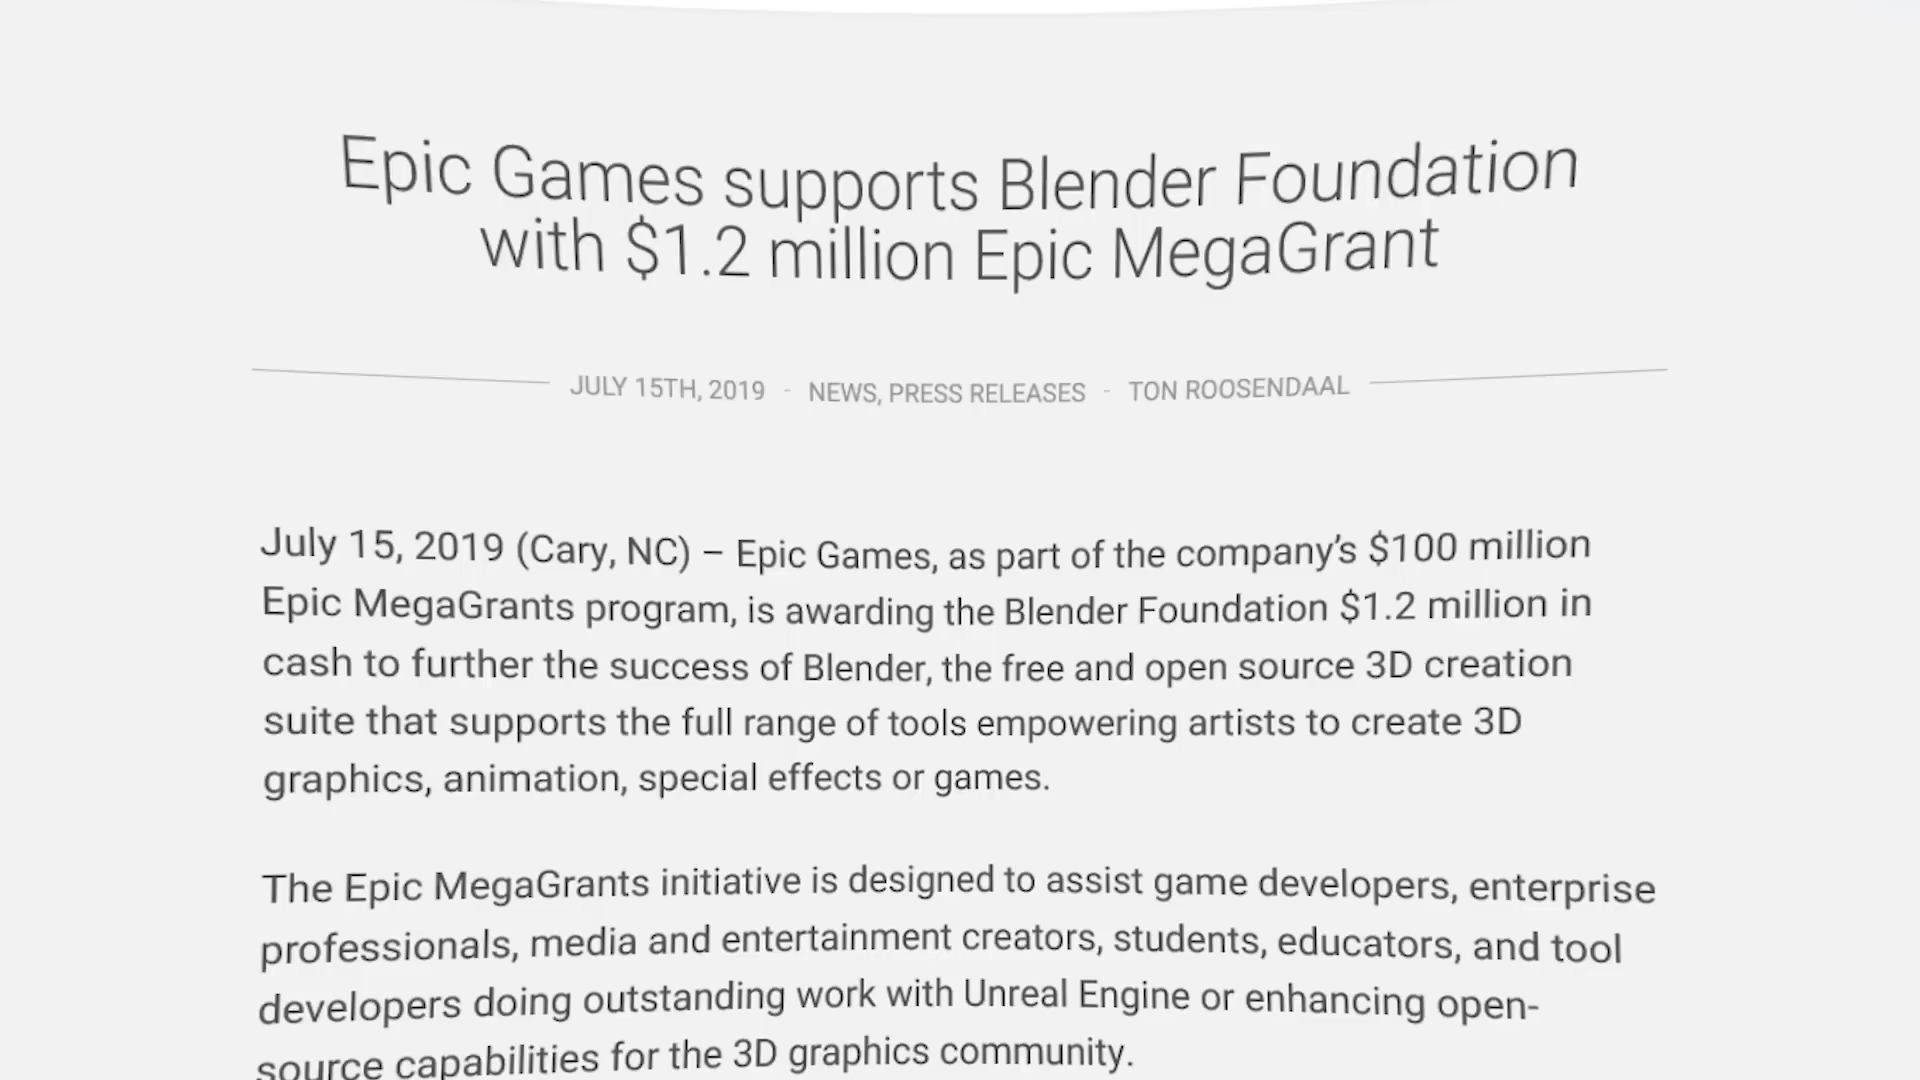 Epic Games supports Blender Foundation
with $1.2 million Epic MegaGrant
JULY 15TH, 2019 - NEWS, PRESS RELEASES - TON ROOSENDAAL
July 15, 2019 (Cary, NC) – Epic Games, as part of the company’s $100 million
Epic MegaGrants program, is awarding the Blender Foundation $1.2 million in
cash to further the success of Blender, the free and open source 3D creation
suite that supports the full range of tools empowering artists to create 3D
graphics, animation, special effects or games.
The Epic MegaGrants initiative is designed to assist game developers, enterprise
professionals, media and entertainment creators, students, educators, and tool
developers doing outstanding work with Unreal Engine or enhancing open-
source capabilities for the 3D graphics community.